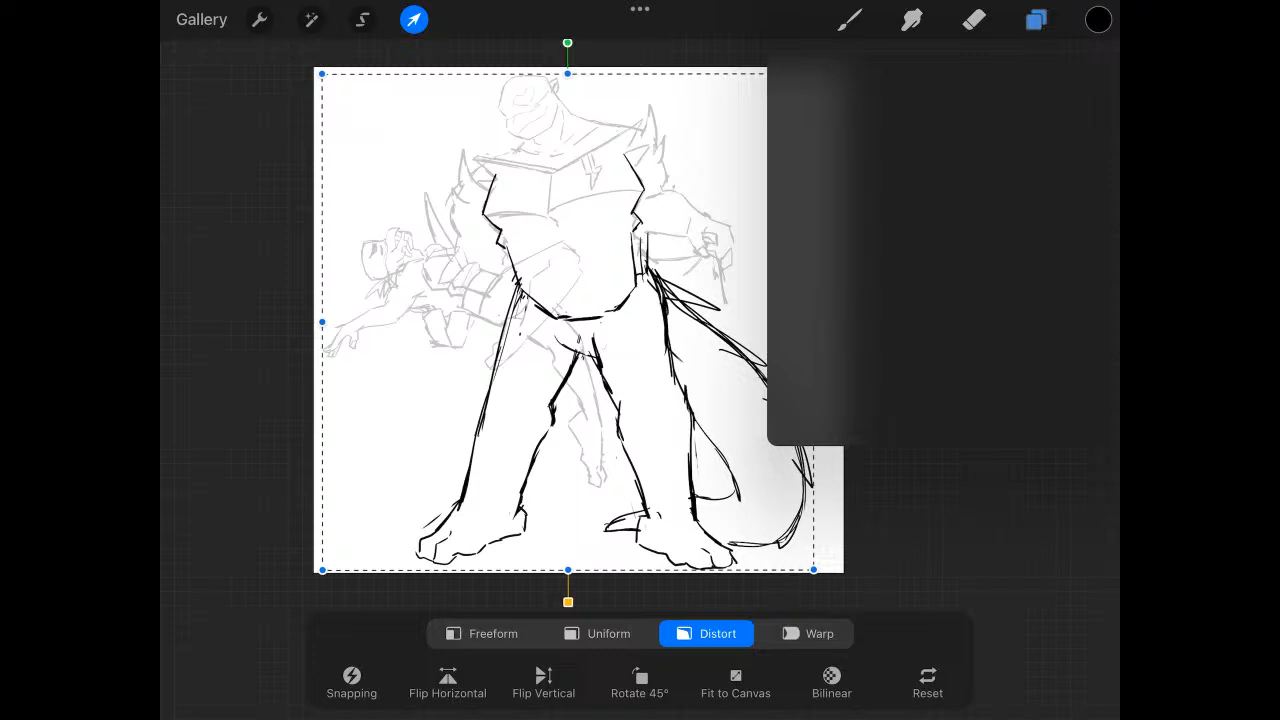 Gallery
Freeform Uniform Distort Warp
Snapping Flip Horizontal Flip Vertical Rotate 45° Fit to Canvas Bilinear Reset